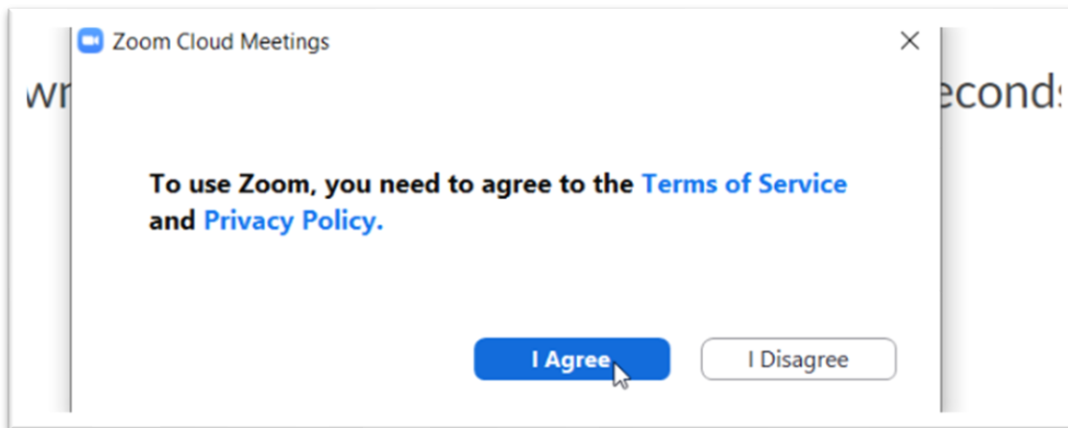 Zoom Cloud Meetings
To use Zoom, you need to agree to the Terms of Service
and Privacy Policy.
I Agree
I Disagree